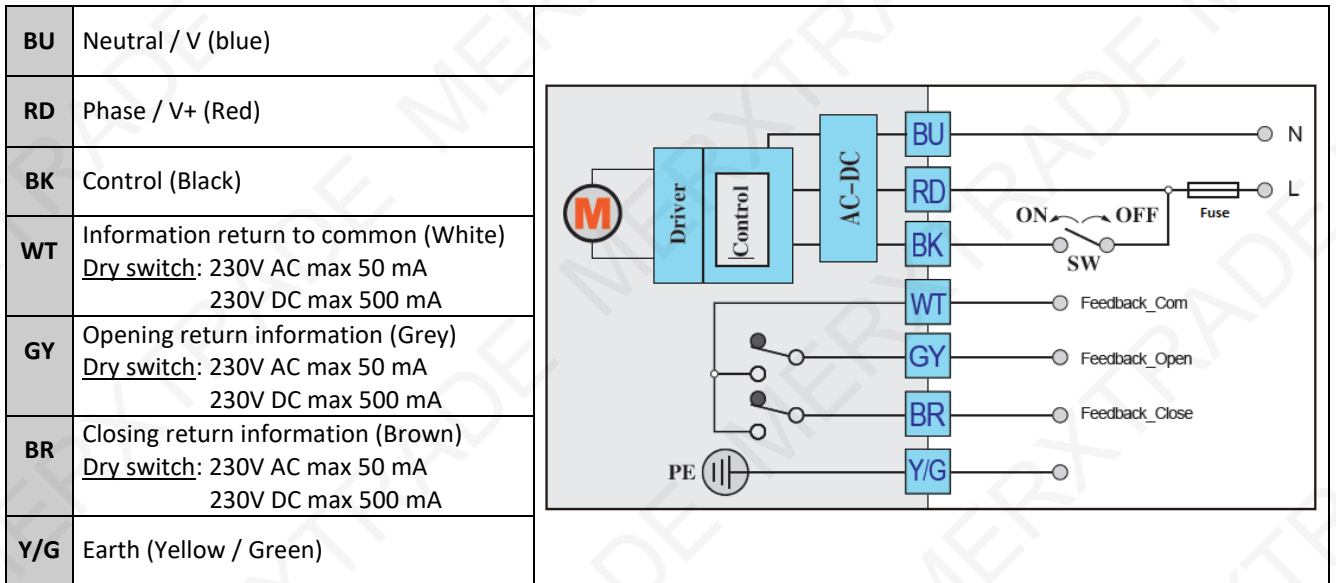 BU Neutral / V (blue)
RD Phase / V+ (Red)
BK Control (Black)
WT Information return to common (White)
Dry switch: 230V AC max 50 mA
230V DC max 500 mA
GY Opening return information (Grey)
Dry switch: 230V AC max 50 mA
230V DC max 500 mA
BR Closing return information (Brown)
Dry switch: 230V AC max 50 mA
230V DC max 500 mA
Y/G Earth (Yellow / Green)
M
Driver
Control
AC-DC
BU
N
RD
L
Fuse
ON OFF
BK
SW
WT
Feedback_Com
GY
Feedback_Open
BR
Feedback_Close
PE
Y/G
MERXTRADE